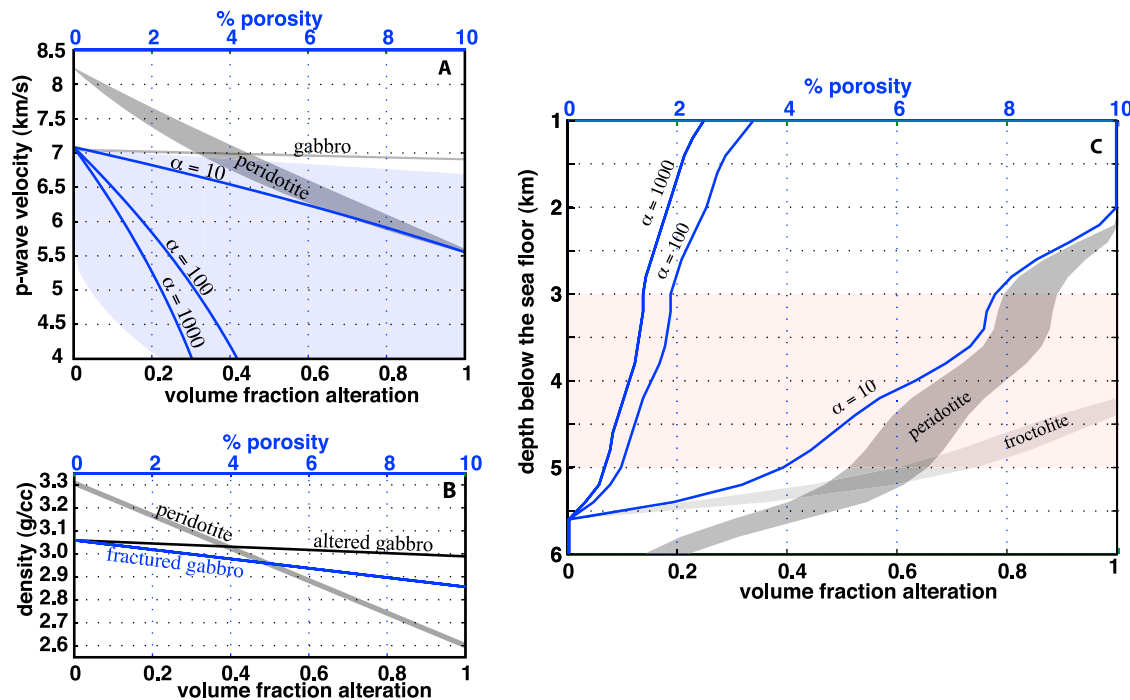 % porosity
0 2 4 6 8 10
A
8.5
8
7.5
7
6.5
6
5.5
5
4.5
4
p-wave velocity (km/s)
gabbro
peridotite
α = 10
α = 100
α = 1000
0 0.2 0.4 0.6 0.8 1
volume fraction alteration
% porosity
0 2 4 6 8 10
B
3.3
3.2
3.1
3.0
2.9
2.8
2.7
2.6
density (g/cc)
peridotite
altered gabbro
fractured gabbro
0 0.2 0.4 0.6 0.8 1
volume fraction alteration
% porosity
0 2 4 6 8 10
C
1
2
3
4
5
6
depth below the sea floor (km)
α = 1000
α = 100
α = 10
peridotite
froctolite
0 0.2 0.4 0.6 0.8 1
volume fraction alteration